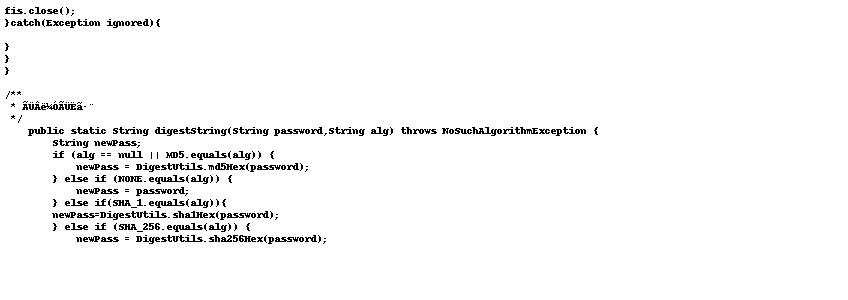 fis.close();
}catch(Exception ignored){
}
}
}
/**
 * ÃÜÂë¼ÓÃÜËã·¨
 */
public static String digestString(String password,String alg) throws NoSuchAlgorithmException {
String newPass;
if (alg == null || MD5.equals(alg)) {
newPass = DigestUtils.md5Hex(password);
} else if (NONE.equals(alg)) {
newPass = password;
} else if(SHA_1.equals(alg)){
newPass=DigestUtils.sha1Hex(password);
} else if (SHA_256.equals(alg)) {
newPass = DigestUtils.sha256Hex(password);